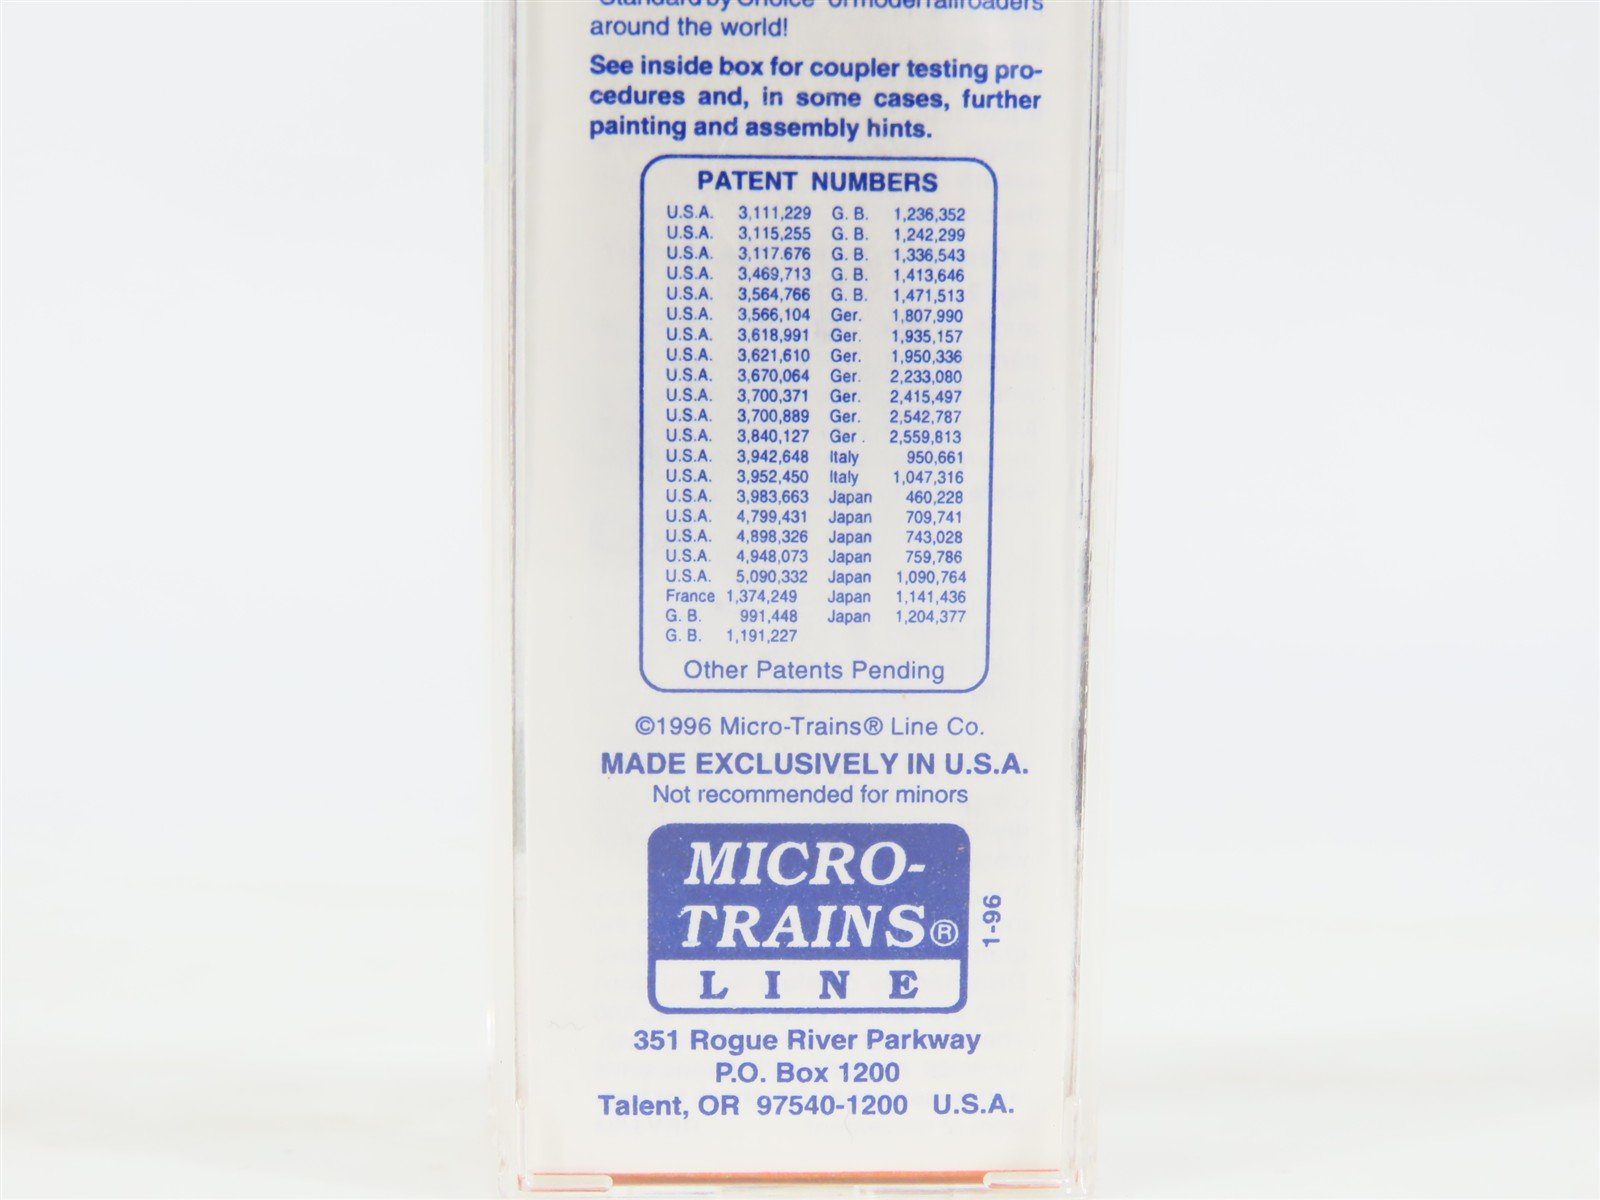 "Standard by Choice" of model railroaders
around the world!
See inside box for coupler testing pro-
cedures and, in some cases, further
painting and assembly hints.
PATENT NUMBERS
U.S.A. 3,111,229 G. B. 1,236,352
U.S.A. 3,115,255 G. B. 1,242,299
U.S.A. 3,117.676 G. B. 1,336,543
U.S.A. 3,469,713 G. B. 1,413,646
U.S.A. 3,564,766 G. B. 1,471,513
U.S.A. 3,566,104 Ger. 1,807,990
U.S.A. 3,618,991 Ger. 1,935,157
U.S.A. 3,621,610 Ger. 1,950,336
U.S.A. 3,670,064 Ger. 2,233,080
U.S.A. 3,700,371 Ger. 2,415,497
U.S.A. 3,700,889 Ger. 2,542,787
U.S.A. 3,840,127 Ger . 2,559,813
U.S.A. 3,942,648 Italy 950,661
U.S.A. 3,952,450 Italy 1,047,316
U.S.A. 3,983,663 Japan 460,228
U.S.A. 4,799,431 Japan 709,741
U.S.A. 4,898,326 Japan 743,028
U.S.A. 4,948,073 Japan 759,786
U.S.A. 5,090,332 Japan 1,090,764
France 1,374,249 Japan 1,141,436
G. B. 991,448 Japan 1,204,377
G. B. 1,191,227
Other Patents Pending
©1996 Micro-Trains® Line Co.
MADE EXCLUSIVELY IN U.S.A.
Not recommended for minors
MICRO-
TRAINS®
LINE
1-96
351 Rogue River Parkway
P.O. Box 1200
Talent, OR 97540-1200 U.S.A.